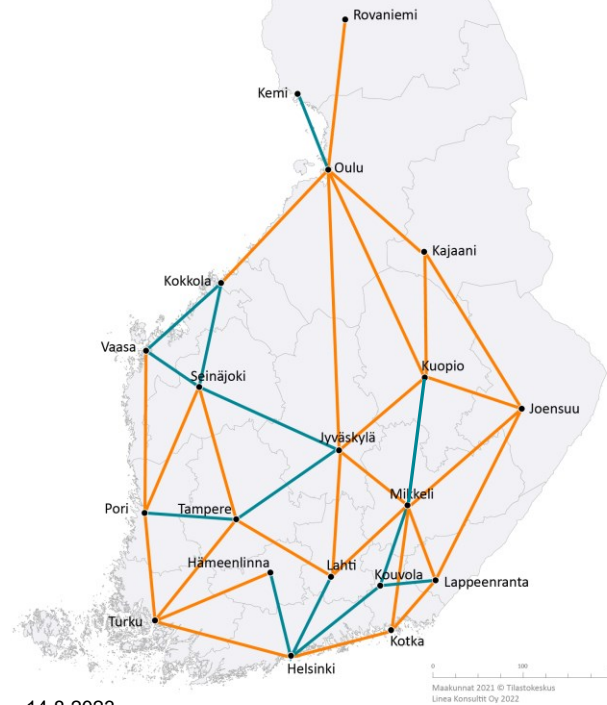 Rovaniemi
Kemi
Oulu
Kajaani
Kokkola
Vaasa
Seinäjoki
Kuopio
Joensuu
Jyväskylä
Mikkeli
Pori
Tampere
Hämeenlinna
Lahti
Kouvola
Lappeenranta
Turku
Kotka
Helsinki
0 100
Maakunnat 2021 © Tilastokeskus
Linea Konsultit Oy 2022